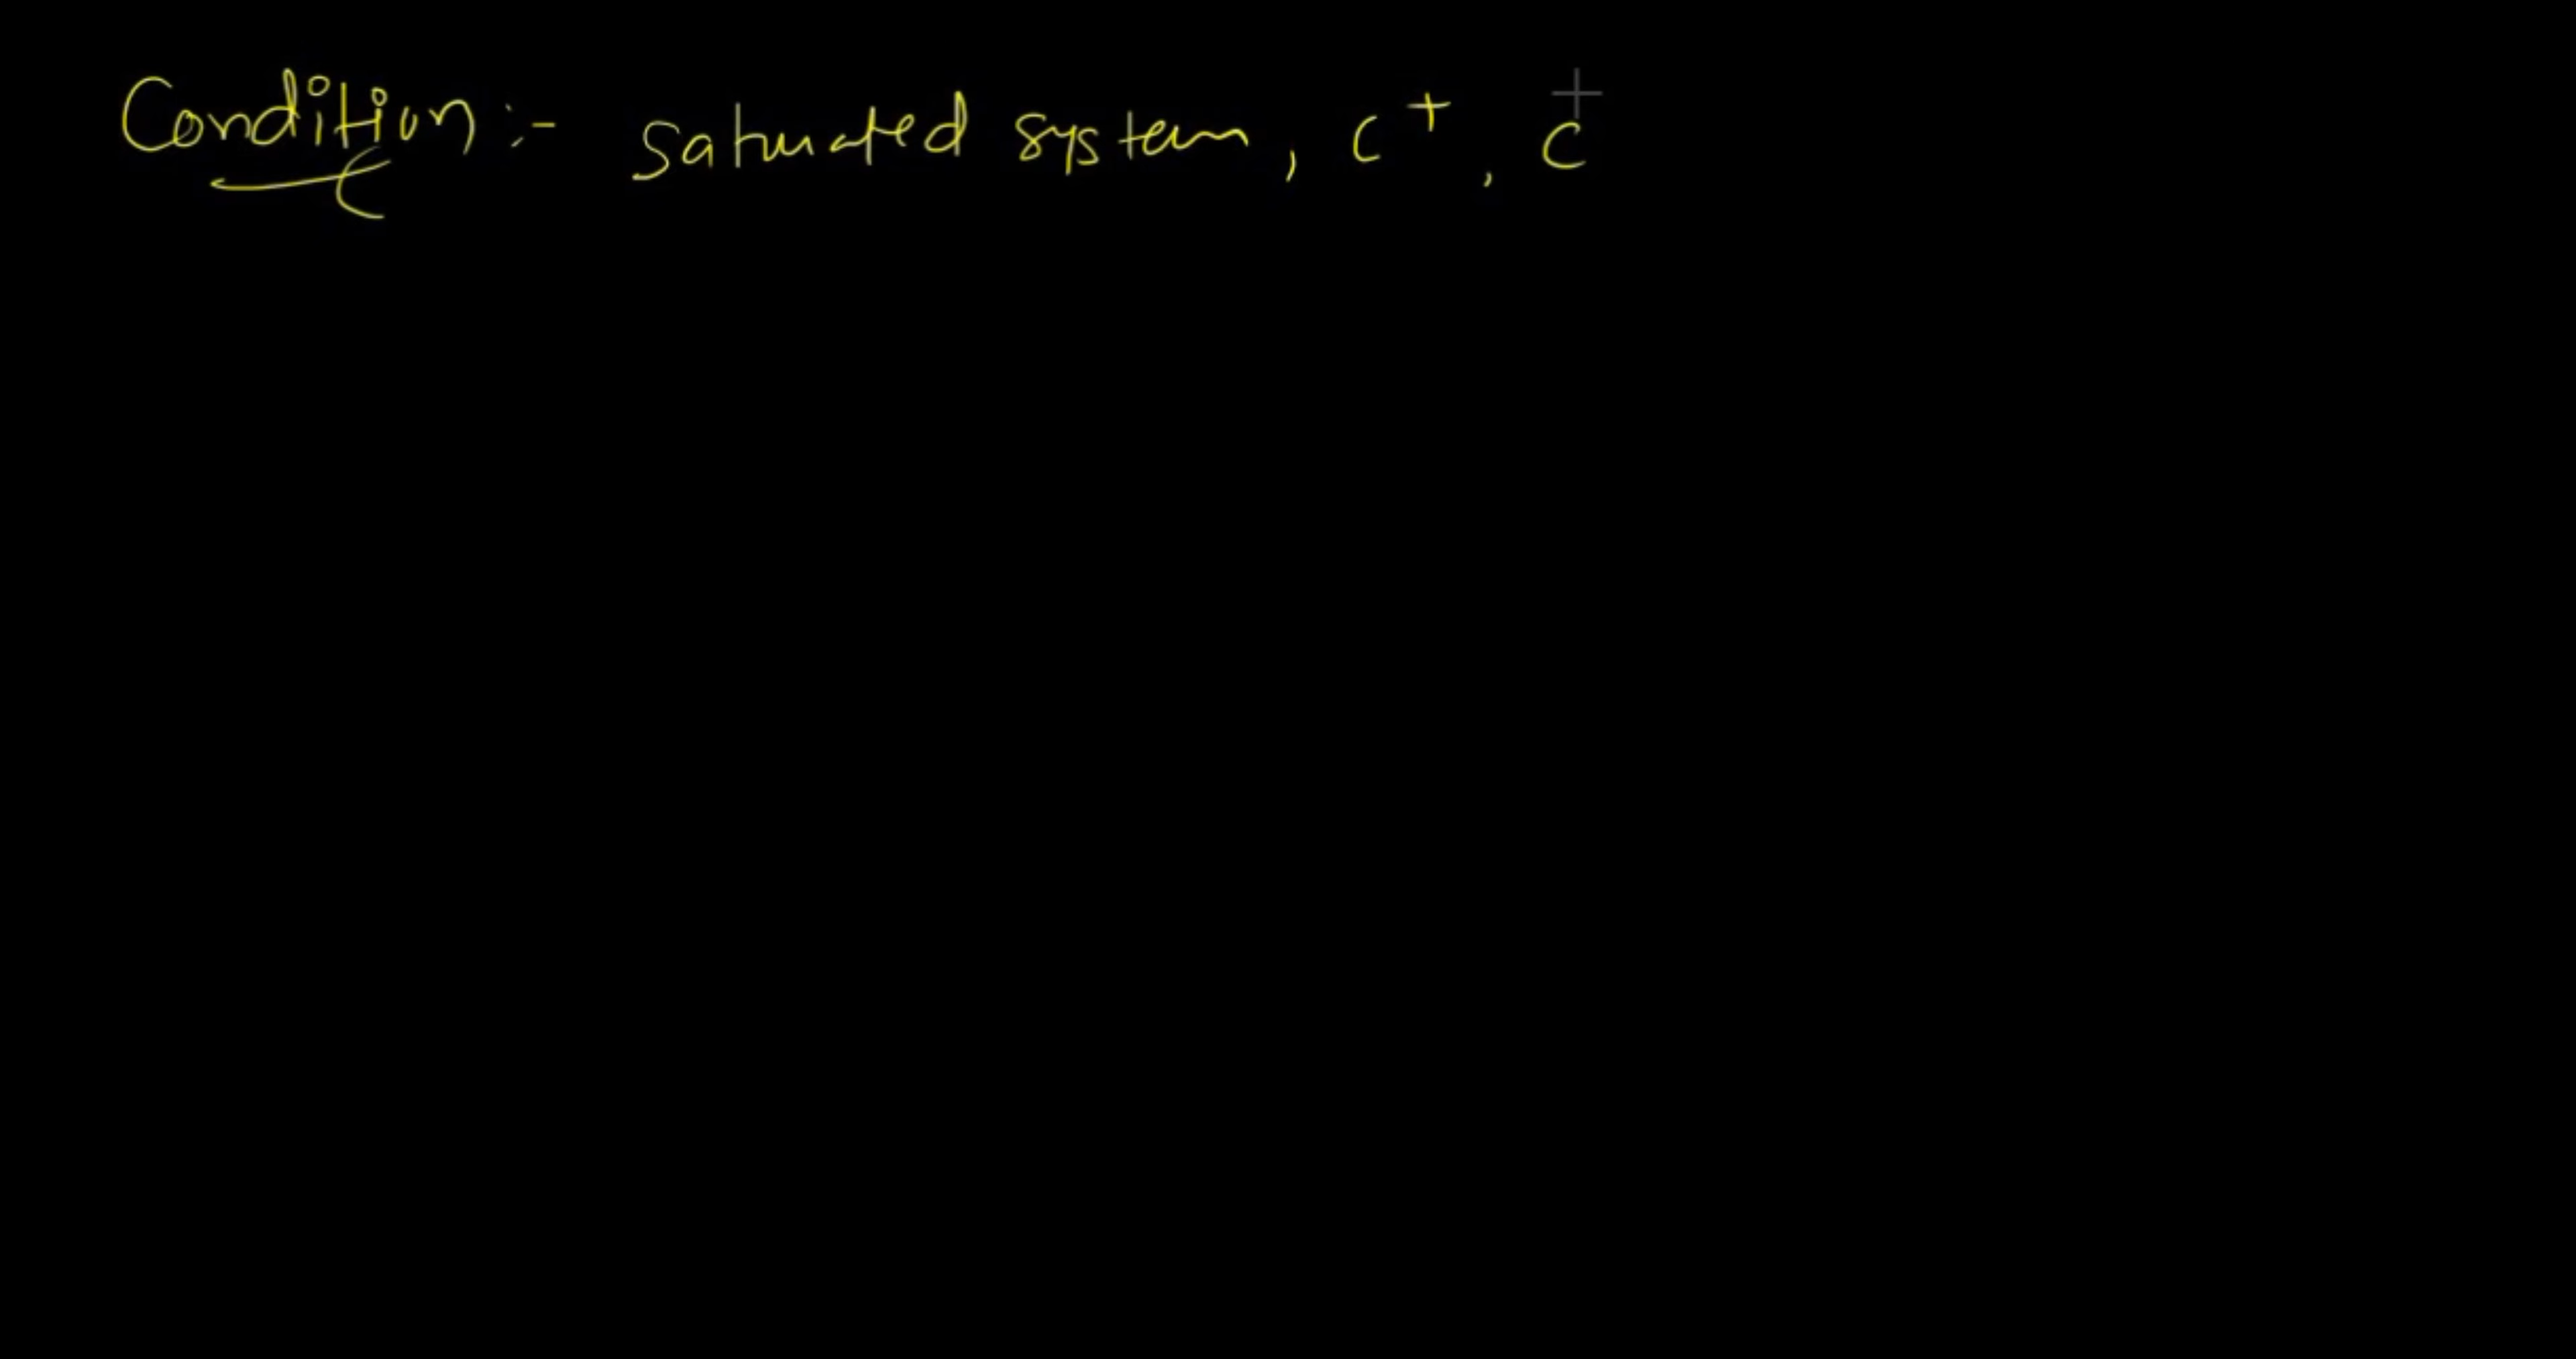 Condition :- saturated system, C⁺, C